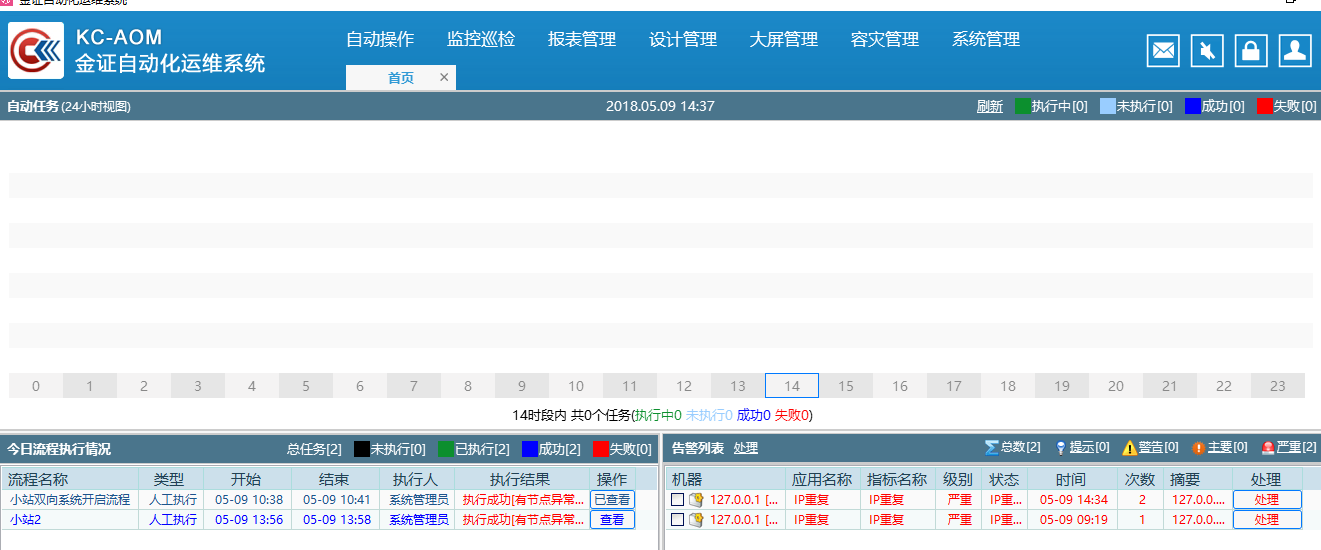 金证自动化运维系统
KC-AOM
金证自动化运维系统
自动操作 监控巡检 报表管理 设计管理 大屏管理 容灾管理 系统管理
首页 ×
自动任务(24小时视图) 2018.05.09 14:37 刷新 执行中[0] 未执行[0] 成功[0] 失败[0]
0 1 2 3 4 5 6 7 8 9 10 11 12 13 14 15 16 17 18 19 20 21 22 23
14时段内 共0个任务(执行中0 未执行0 成功0 失败0)
今日流程执行情况 总任务[2] 未执行[0] 已执行[2] 成功[2] 失败[0]
流程名称 类型 开始 结束 执行人 执行结果 操作
小站双向系统开启流程 人工执行 05-09 10:38 05-09 10:41 系统管理员 执行成功[有节点异常... 已查看
小站2 人工执行 05-09 13:56 05-09 13:58 系统管理员 执行成功[有节点异常... 查看
告警列表 处理 总数[2] 提示[0] 警告[0] 主要[0] 严重[2]
机器 应用名称 指标名称 级别 状态 时间 次数 摘要 处理
127.0.0.1 [... IP重复 IP重复 严重 IP重... 05-09 14:34 2 127.0.0.... 处理
127.0.0.1 [... IP重复 IP重复 严重 IP重... 05-09 09:19 1 127.0.0.... 处理